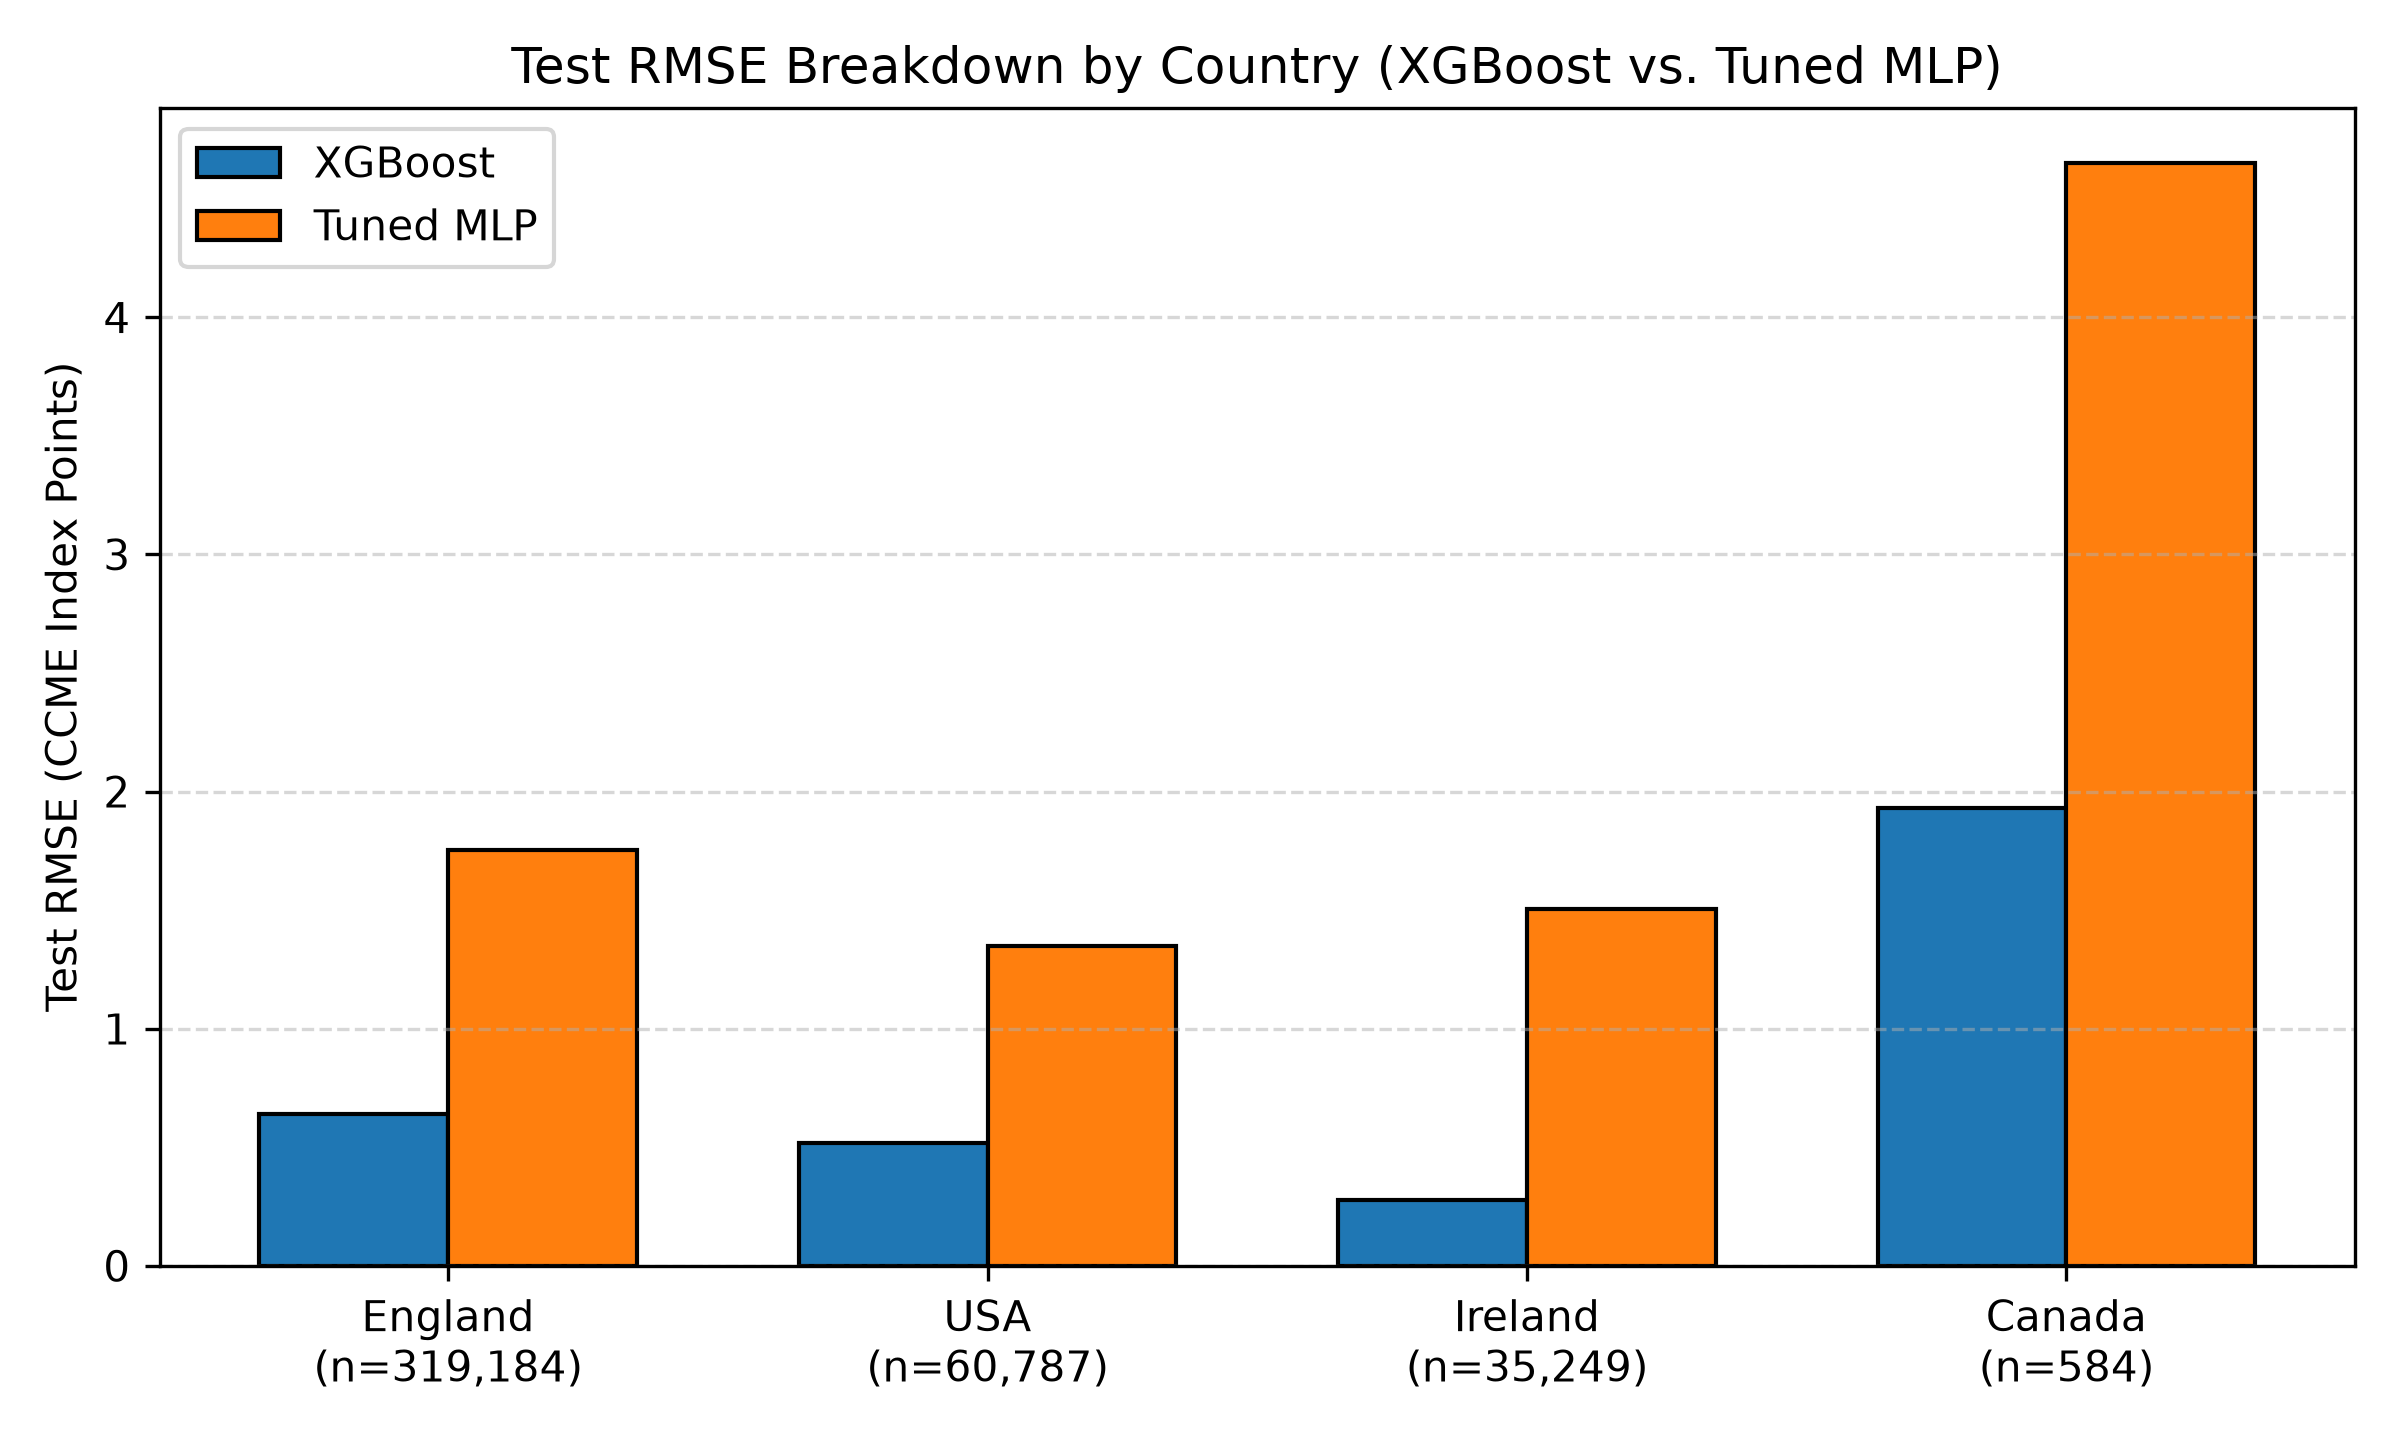 Test RMSE Breakdown by Country (XGBoost vs. Tuned MLP)
XGBoost
Tuned MLP
Test RMSE (CCME Index Points)
4
3
2
1
0
England
(n=319,184)
USA
(n=60,787)
Ireland
(n=35,249)
Canada
(n=584)